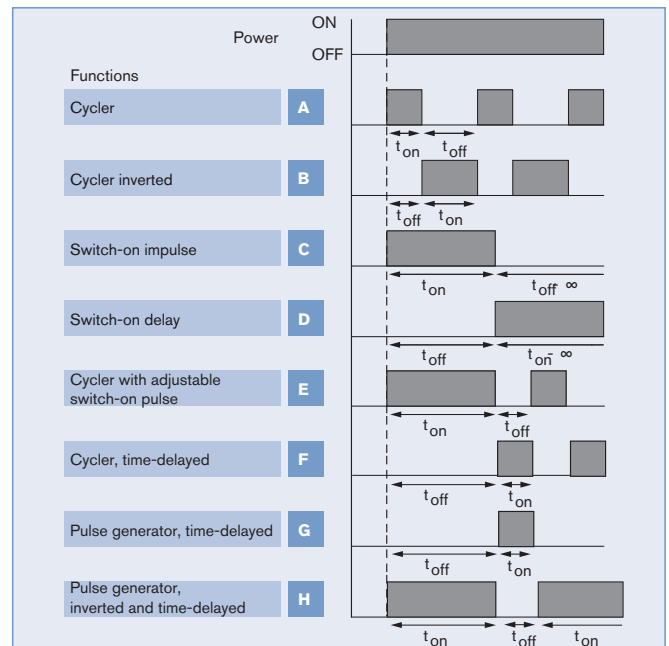 ON
Power
OFF
Functions
Cycler A
t on t off
Cycler inverted B
t off t on
Switch-on impulse C
t on t off ∞
Switch-on delay D
t off t on ∞
Cycler with adjustable
switch-on pulse E
t on t off
Cycler, time-delayed F
t off t on
Pulse generator, time-delayed G
t off t on
Pulse generator,
inverted and time-delayed H
t on t off t on